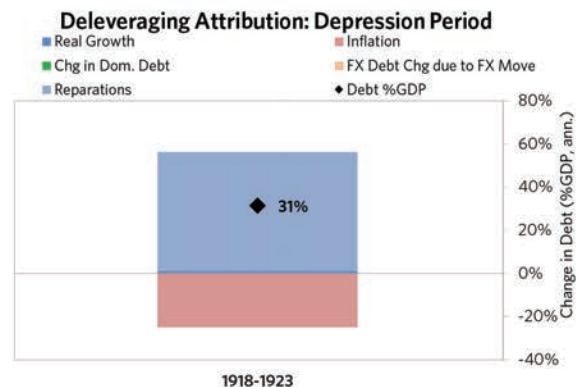 Deleveraging Attribution: Depression Period
Real Growth
Inflation
Chg in Dom. Debt
FX Debt Chg due to FX Move
Reparations
Debt %GDP
80%
60%
40%
20%
0%
-20%
-40%
Change in Debt (%GDP, ann.)
31%
1918-1923